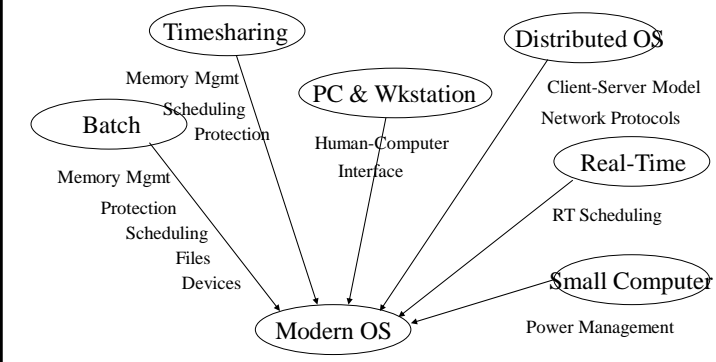 Timesharing
Distributed OS
Memory Mgmt
Client-Server Model
PC & Wkstation
Scheduling
Network Protocols
Batch
Protection
Human-Computer
Interface
Real-Time
Memory Mgmt
Protection
RT Scheduling
Scheduling
Files
Devices
Small Computer
Modern OS
Power Management